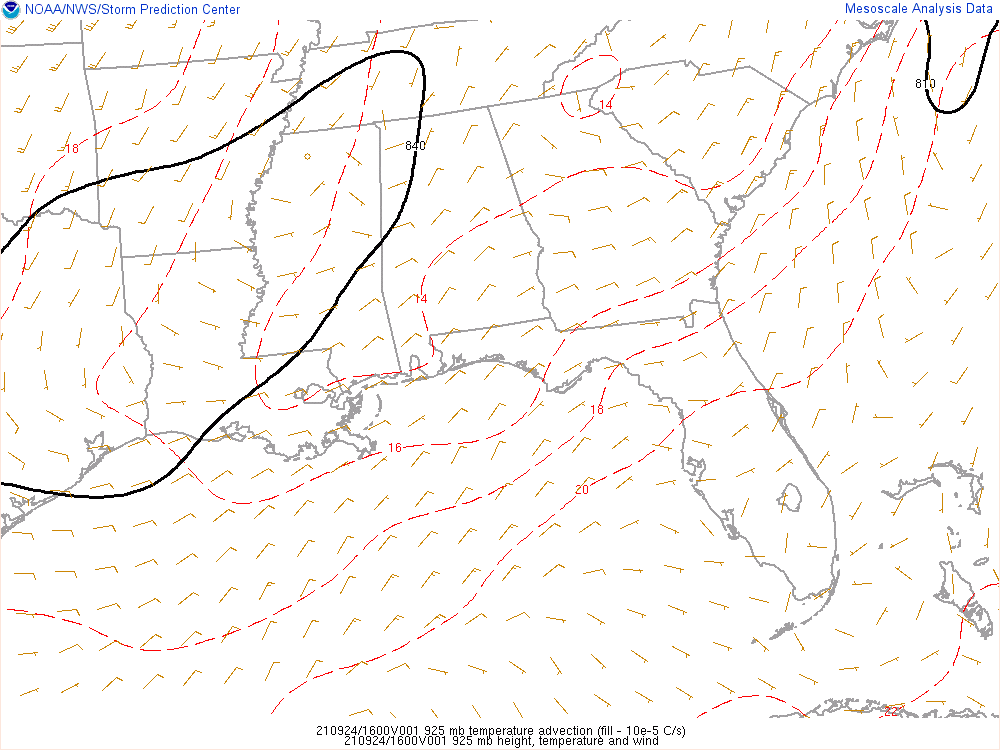 NOAA/NWS/Storm Prediction Center
Mesoscale Analysis Data
810
14
18
840
14
18
16
20
22
210924/1600V001 925 mb temperature advection (fill - 10e-5 C/s)
210924/1600V001 925 mb height, temperature and wind